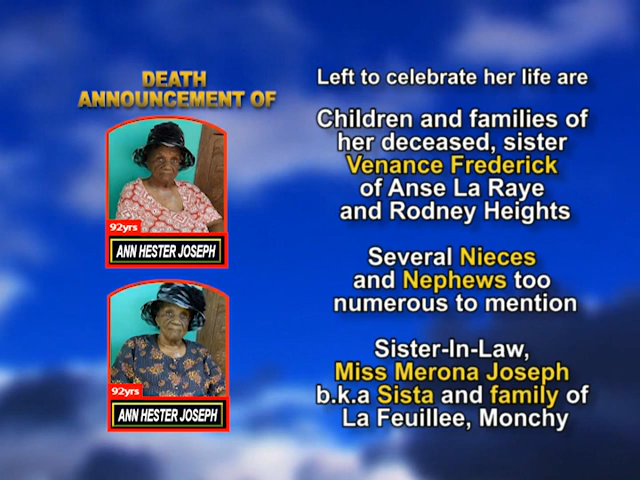 DEATH
ANNOUNCEMENT OF
92yrs
ANN HESTER JOSEPH
92yrs
ANN HESTER JOSEPH
Left to celebrate her life are
Children and families of
her deceased, sister
Venance Frederick
of Anse La Raye
and Rodney Heights
Several Nieces
and Nephews too
numerous to mention
Sister-In-Law,
Miss Merona Joseph
b.k.a Sista and family of
La Feuillee, Monchy